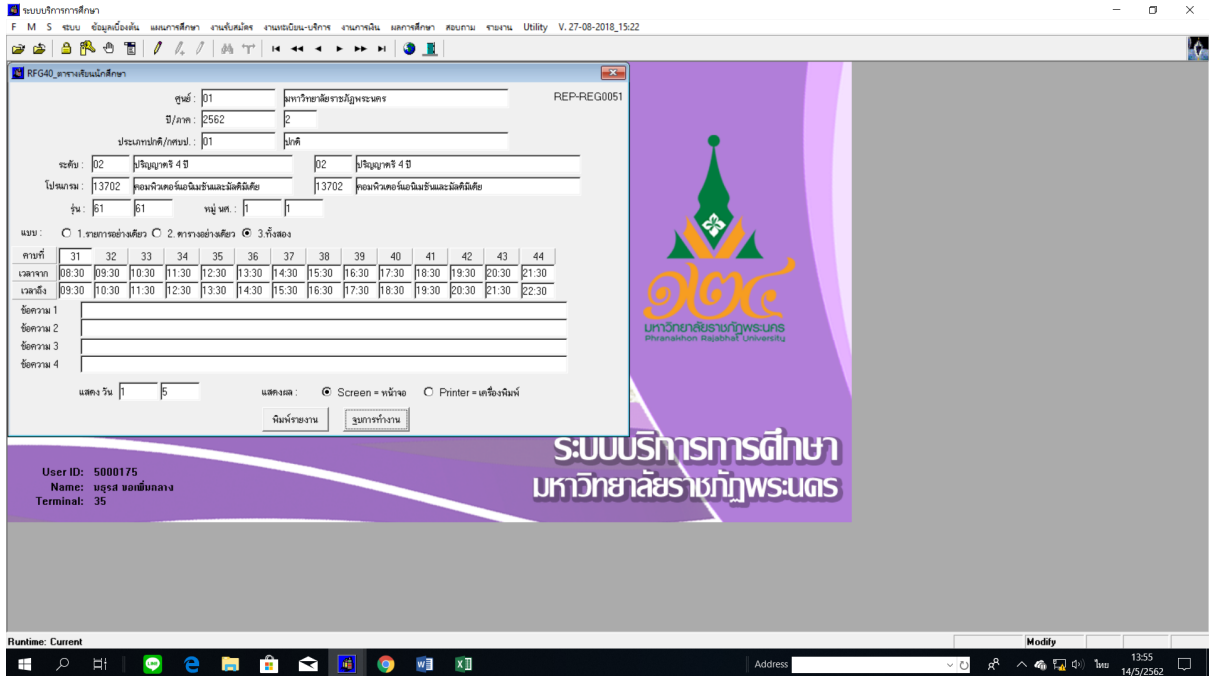 ระบบบริการการศึกษา
F M S ระบบ ข้อมูลเบื้องต้น แผนการศึกษา งานรับสมัคร งานทะเบียน-บริการ งานการเงิน ผลการศึกษา สอบถาม รายงาน Utility V. 27-08-2018_15:22
RFG40_ตารางเรียนนักศึกษา
ศูนย์ : 01 มหาวิทยาลัยราชภัฏพระนคร REP-REG0051
ปี/ภาค : 2562 2
ประเภทปกติ/กศบป. : 01 ปกติ
ระดับ : 02 ปริญญาตรี 4 ปี 02 ปริญญาตรี 4 ปี
โปรแกรม : 13702 คอมพิวเตอร์แอนิเมชันและมัลติมีเดีย 13702 คอมพิวเตอร์แอนิเมชันและมัลติมีเดีย
รุ่น : 61 61 หมู่ นศ. : 1 1
แบบ : 1.รายการอย่างเดียว 2. ตารางอย่างเดียว 3.ทั้งสอง
คาบที่ 31 32 33 34 35 36 37 38 39 40 41 42 43 44
เวลาจาก 08:30 09:30 10:30 11:30 12:30 13:30 14:30 15:30 16:30 17:30 18:30 19:30 20:30 21:30
เวลาถึง 09:30 10:30 11:30 12:30 13:30 14:30 15:30 16:30 17:30 18:30 19:30 20:30 21:30 22:30
ข้อความ 1
ข้อความ 2
ข้อความ 3
ข้อความ 4
แสดง วัน 1 5 แสดงผล : Screen = หน้าจอ Printer = เครื่องพิมพ์
พิมพ์รายงาน จบการทำงาน
๑๒๔
มหาวิทยาลัยราชภัฏพระนคร
Phranakhon Rajabhat University
ระบบบริการการศึกษา
มหาวิทยาลัยราชภัฏพระนคร
User ID: 5000175
Name: มธุรส ขอเพิ่มกลาง
Terminal: 35
Runtime: Current Modify
Address ไทย 13:55
14/5/2562